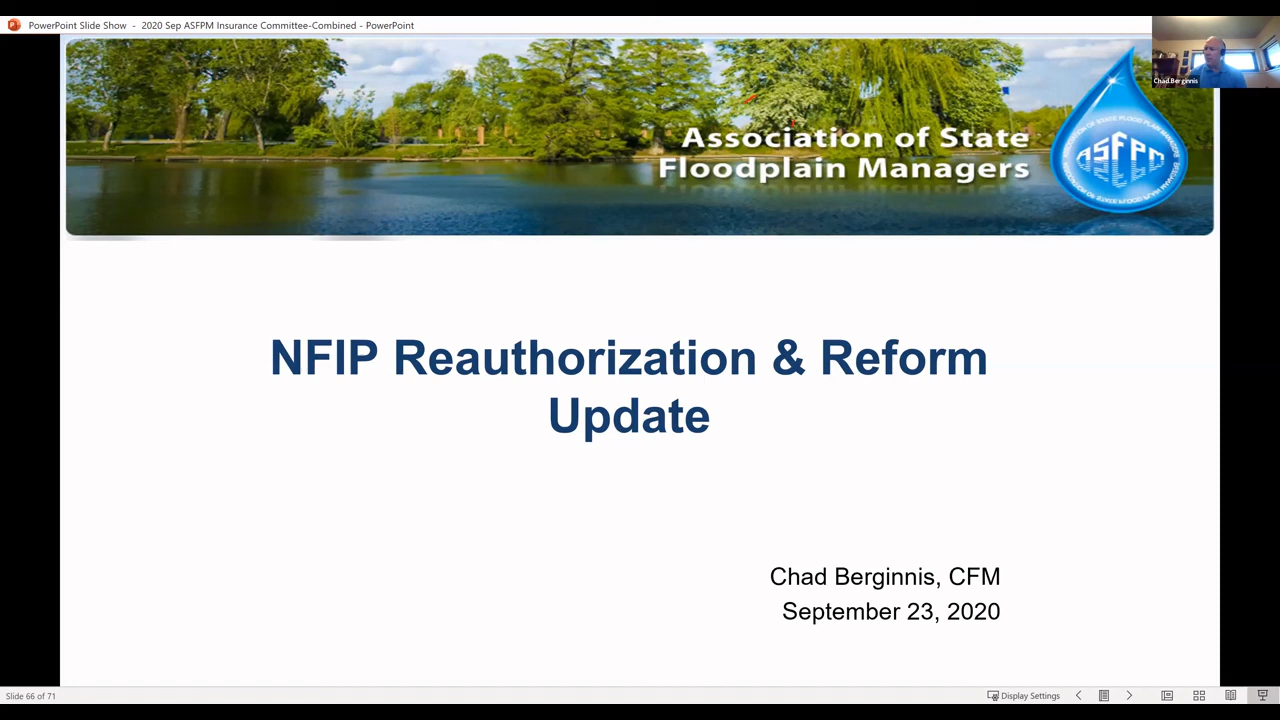 PowerPoint Slide Show - 2020 Sep ASFPM Insurance Committee-Combined - PowerPoint
Chad Berginnis
Association of State
Floodplain Managers
ASFPM
NFIP Reauthorization & Reform
Update
Chad Berginnis, CFM
September 23, 2020
Slide 66 of 71
Display Settings